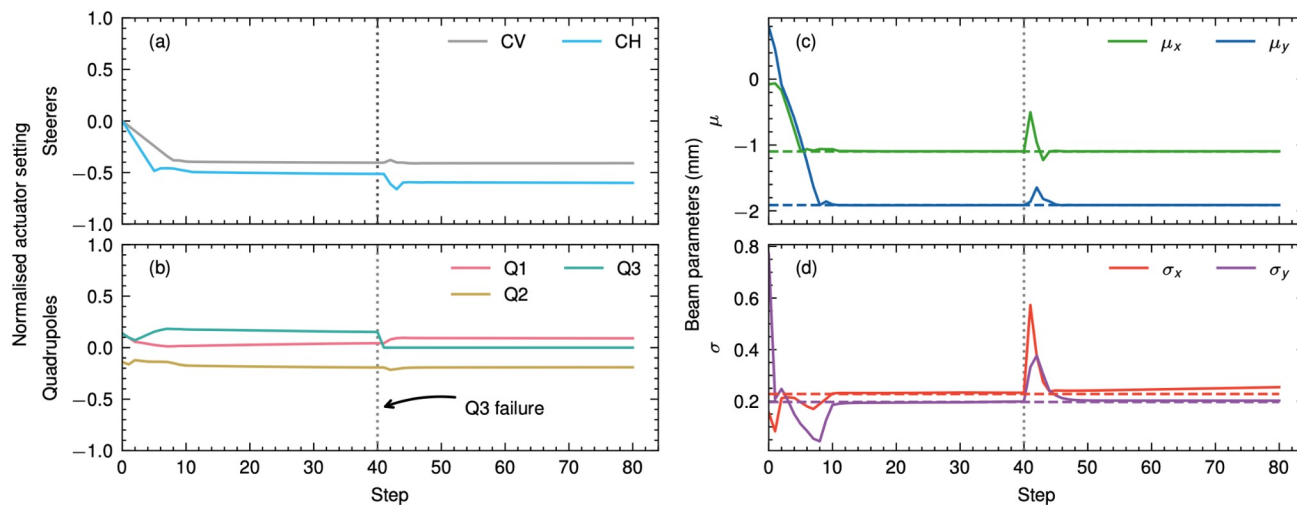 Normalised actuator setting
Steerers
Quadrupoles
(a)
CV
CH
1.0
0.5
0.0
−0.5
−1.0
(b)
Q1
Q3
Q2
1.0
0.5
0.0
−0.5
−1.0
Q3 failure
0 10 20 30 40 50 60 70 80
Step
Beam parameters (mm)
μ
σ
(c)
μx
μy
0
−1
−2
(d)
σx
σy
0.8
0.6
0.4
0.2
0 10 20 30 40 50 60 70 80
Step